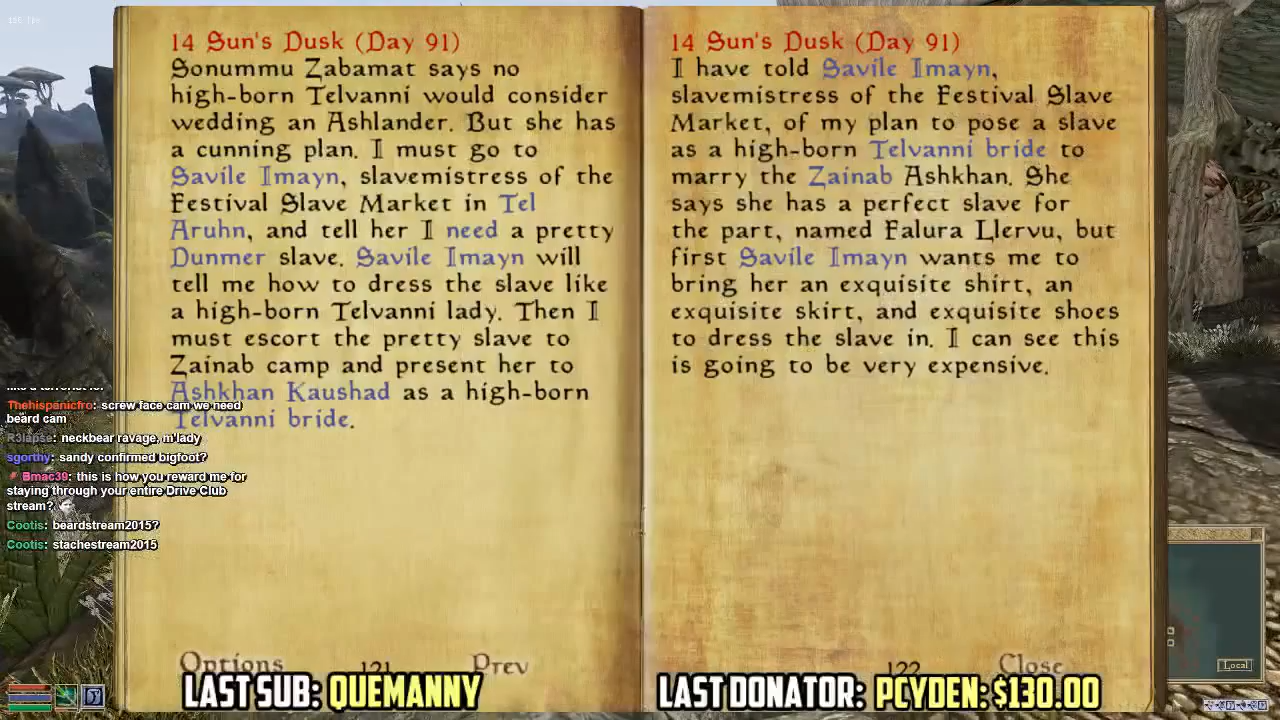 14 Sun's Dusk (Day 91)
Sonummu Zabamat says no
high-born Telvanni would consider
wedding an Ashlander. But she has
a cunning plan. I must go to
Savile Imayn, slavemistress of the
Festival Slave Market in Tel
Aruhn, and tell her I need a pretty
Dunmer slave. Savile Imayn will
tell me how to dress the slave like
a high-born Telvanni lady. Then I
must escort the pretty slave to
Zainab camp and present her to
Ashkhan Kaushad as a high-born
Telvanni bride.
Options
121
Prev
14 Sun's Dusk (Day 91)
I have told Savile Imayn,
slavemistress of the Festival Slave
Market, of my plan to pose a slave
as a high-born Telvanni bride to
marry the Zainab Ashkhan. She
says she has a perfect slave for
the part, named Falura Llervu, but
first Savile Imayn wants me to
bring her an exquisite shirt, an
exquisite skirt, and exquisite shoes
to dress the slave in. I can see this
is going to be very expensive.
122
Close
Thehispanicfro: screw face cam we need
beard cam
R3lapse: neckbear ravage, m'lady
sgorthy: sandy confirmed bigfoot?
Bmac39: this is how you reward me for
staying through your entire Drive Club
stream?
Cootis: beardstream2015?
Cootis: stachestream2015
Local
LAST SUB: QUEMANNY
LAST DONATOR: PCYDEN: $130.00